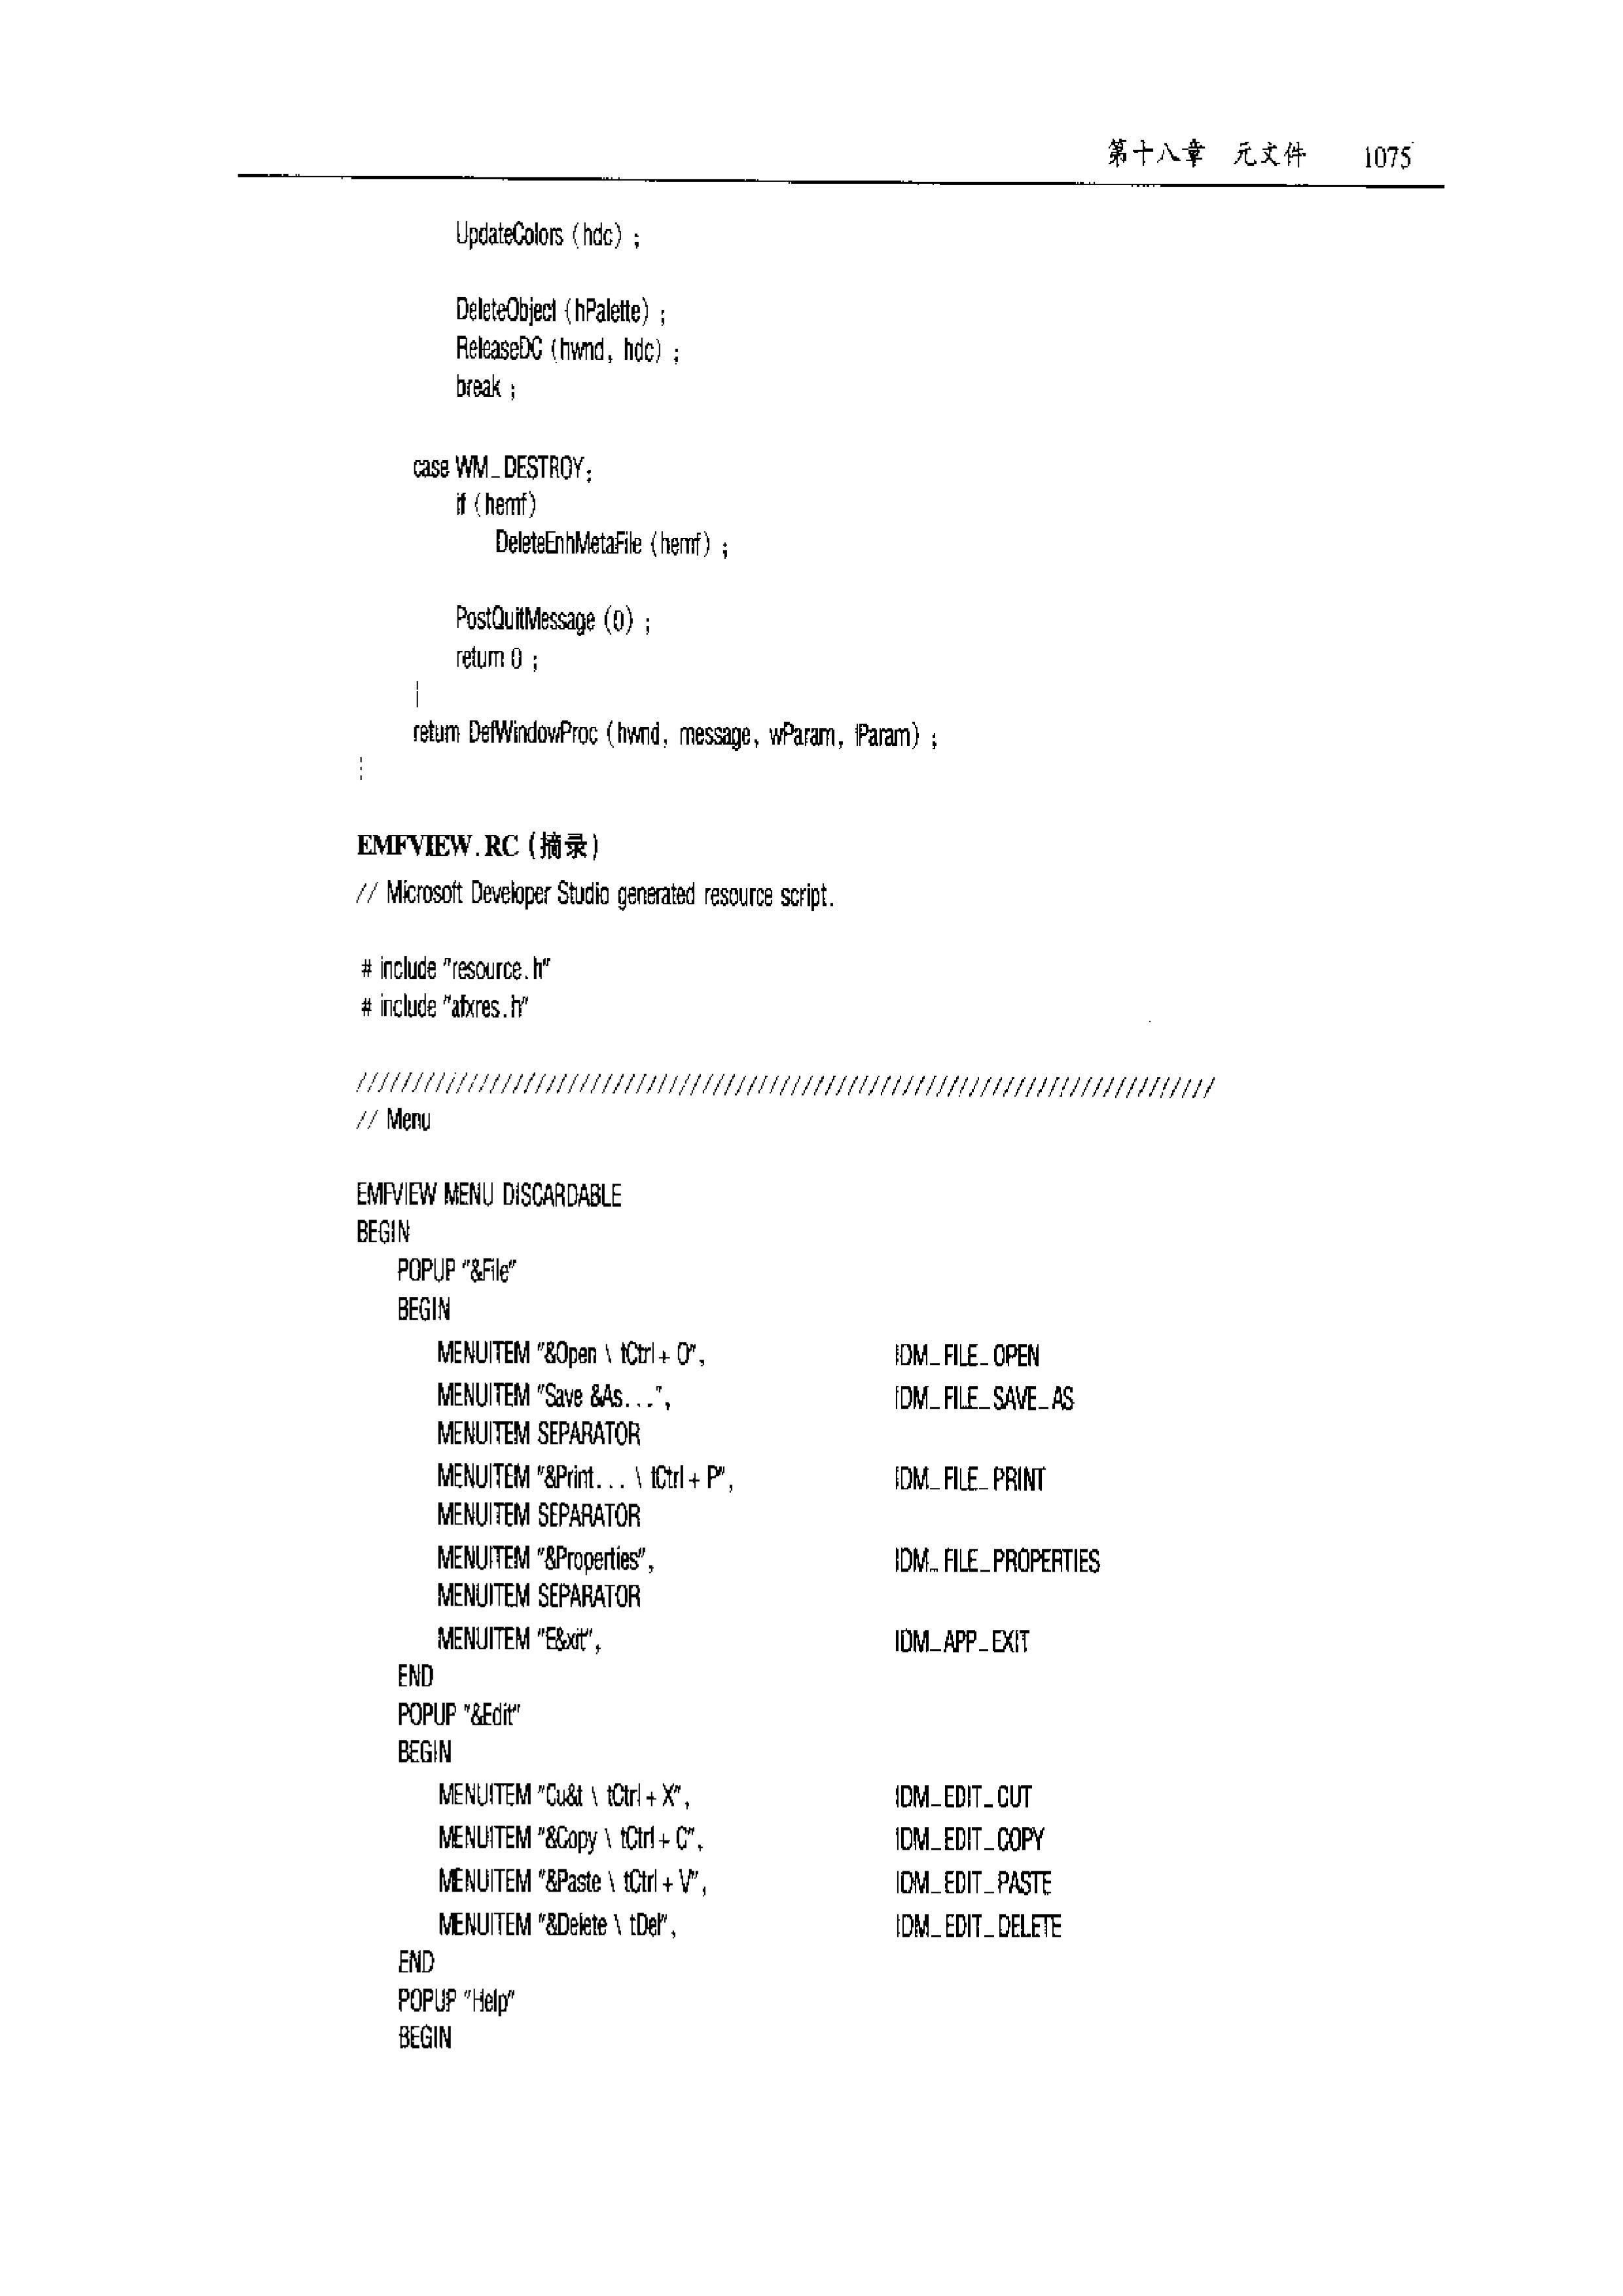 第十八章 元文件 1075
UpdateColors (hdc) ;
DeleteObject (hPalette) ;
ReleaseDC (hwnd, hdc) ;
break ;
case WM_DESTROY:
if (hemf)
DeleteEnhMetaFile (hemf) ;
PostQuitMessage (0) ;
return 0 ;
}
return DefWindowProc (hwnd, message, wParam, lParam) ;
}
EMFVIEW.RC (摘录)
// Microsoft Developer Studio generated resource script.
# include "resource.h"
# include "afxres.h"
/////////////////////////////////////////////////////////////////////////////
// Menu
EMFVIEW MENU DISCARDABLE
BEGIN
POPUP "&File"
BEGIN
MENUITEM "&Open \ tCtrl + O", IDM_FILE_OPEN
MENUITEM "Save &As...", IDM_FILE_SAVE_AS
MENUITEM SEPARATOR
MENUITEM "&Print... \ tCtrl + P", IDM_FILE_PRINT
MENUITEM SEPARATOR
MENUITEM "&Properties", IDM_FILE_PROPERTIES
MENUITEM SEPARATOR
MENUITEM "E&xit", IDM_APP_EXIT
END
POPUP "&Edit"
BEGIN
MENUITEM "Cu&t \ tCtrl + X", IDM_EDIT_CUT
MENUITEM "&Copy \ tCtrl + C", IDM_EDIT_COPY
MENUITEM "&Paste \ tCtrl + V", IDM_EDIT_PASTE
MENUITEM "&Delete \ tDel", IDM_EDIT_DELETE
END
POPUP "Help"
BEGIN